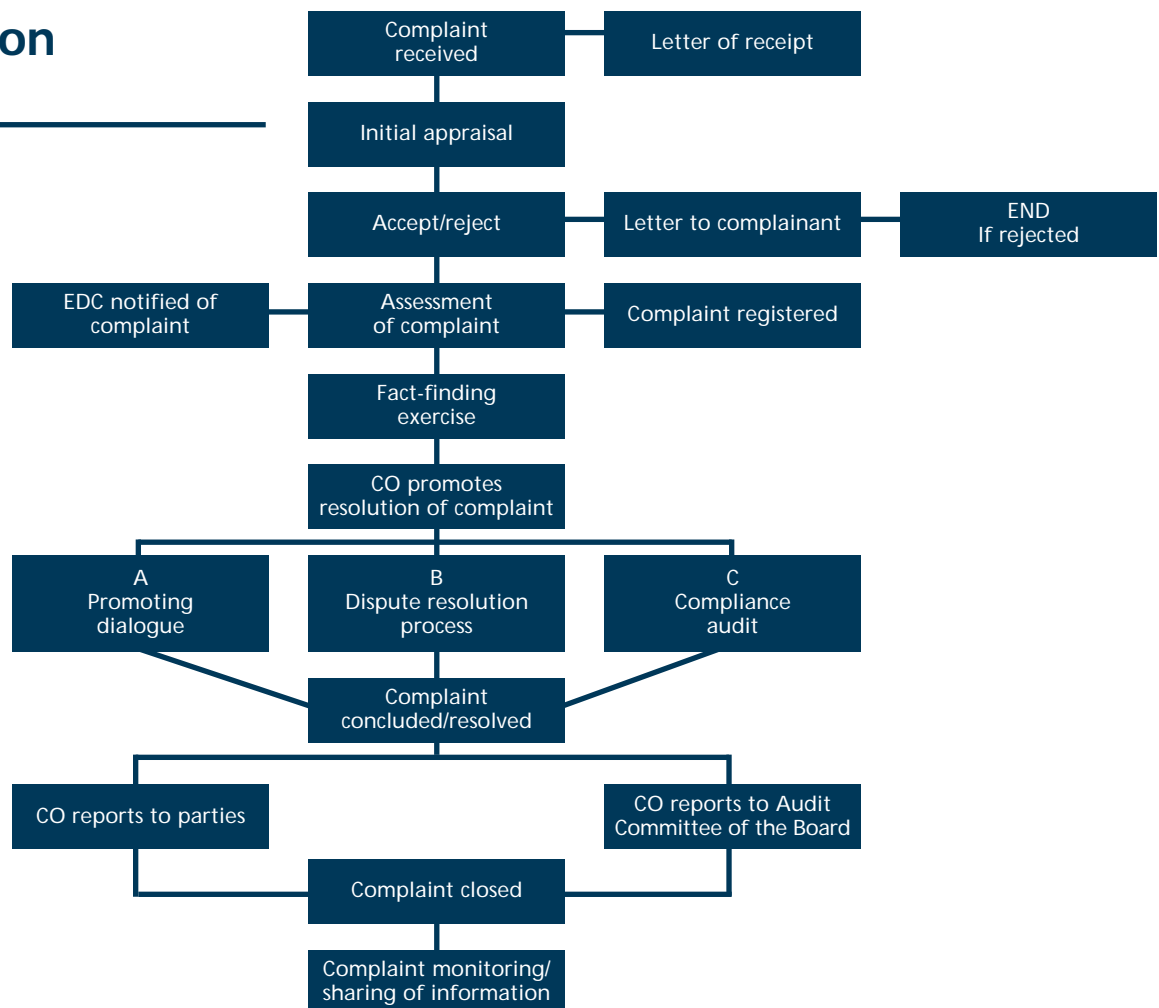 on
Complaint
received
Letter of receipt
Initial appraisal
Accept/reject
Letter to complainant
END
If rejected
EDC notified of
complaint
Assessment
of complaint
Complaint registered
Fact-finding
exercise
CO promotes
resolution of complaint
A
Promoting
dialogue
B
Dispute resolution
process
C
Compliance
audit
Complaint
concluded/resolved
CO reports to parties
CO reports to Audit
Committee of the Board
Complaint closed
Complaint monitoring/
sharing of information